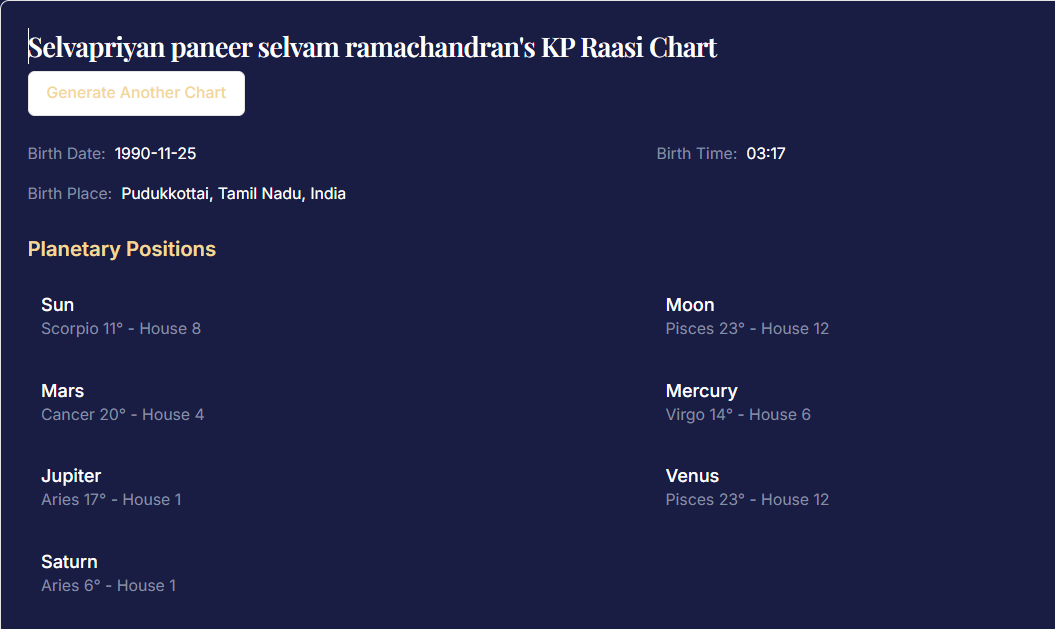 Selvapriyan paneer selvam ramachandran's KP Raasi Chart
Generate Another Chart
Birth Date: 1990-11-25
Birth Time: 03:17
Birth Place: Pudukkottai, Tamil Nadu, India
Planetary Positions
Sun
Scorpio 11° - House 8
Moon
Pisces 23° - House 12
Mars
Cancer 20° - House 4
Mercury
Virgo 14° - House 6
Jupiter
Aries 17° - House 1
Venus
Pisces 23° - House 12
Saturn
Aries 6° - House 1